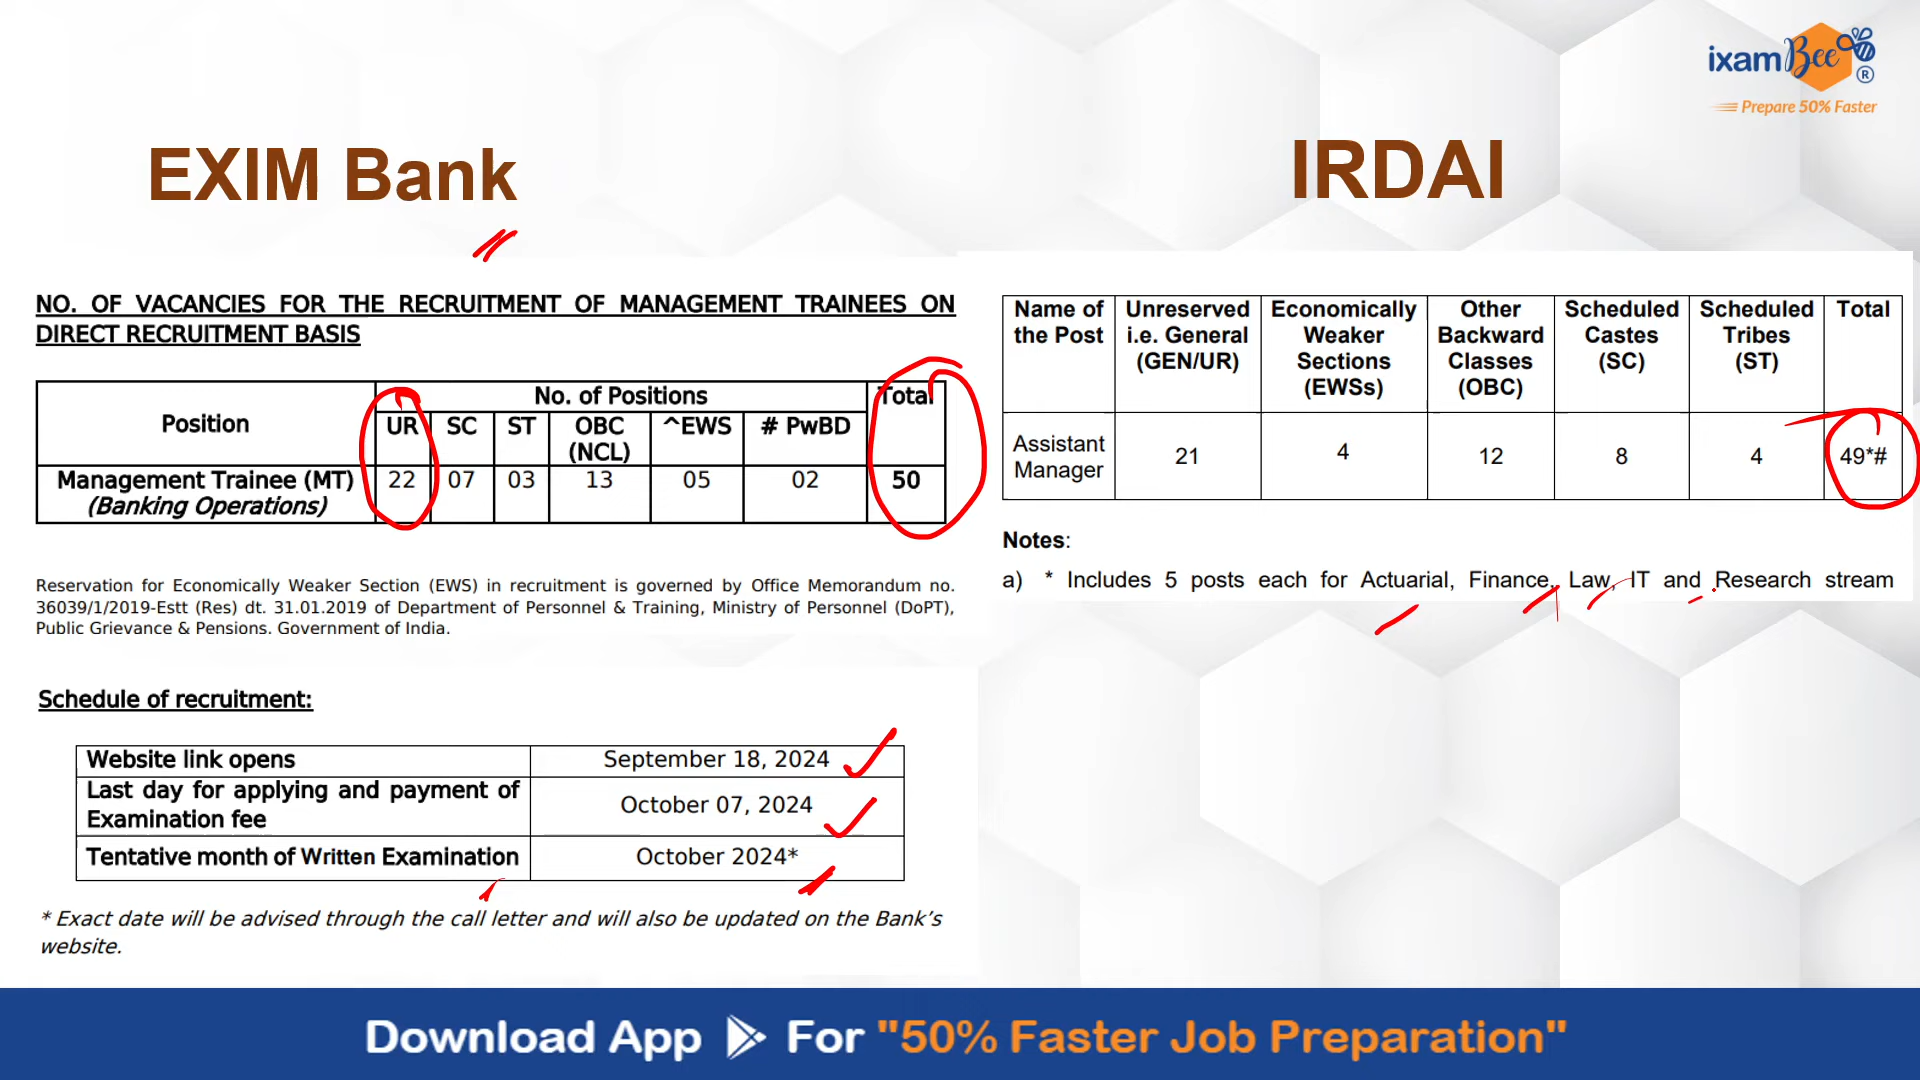 ixamBee
®
Prepare 50% Faster
EXIM Bank
NO. OF VACANCIES FOR THE RECRUITMENT OF MANAGEMENT TRAINEES ON
DIRECT RECRUITMENT BASIS
Position No. of Positions Total
UR SC ST OBC (NCL) ^EWS # PwBD
Management Trainee (MT) 22 07 03 13 05 02 50
(Banking Operations)
Reservation for Economically Weaker Section (EWS) in recruitment is governed by Office Memorandum no.
36039/1/2019-Estt (Res) dt. 31.01.2019 of Department of Personnel & Training, Ministry of Personnel (DoPT),
Public Grievance & Pensions. Government of India.
Schedule of recruitment:
Website link opens September 18, 2024
Last day for applying and payment of
Examination fee October 07, 2024
Tentative month of Written Examination October 2024*
* Exact date will be advised through the call letter and will also be updated on the Bank's
website.
IRDAI
Name of the Post Unreserved i.e. General (GEN/UR) Economically Weaker Sections (EWSs) Other Backward Classes (OBC) Scheduled Castes (SC) Scheduled Tribes (ST) Total
Assistant Manager 21 4 12 8 4 49*#
Notes:
a) * Includes 5 posts each for Actuarial, Finance, Law, IT and Research stream
Download App For "50% Faster Job Preparation"